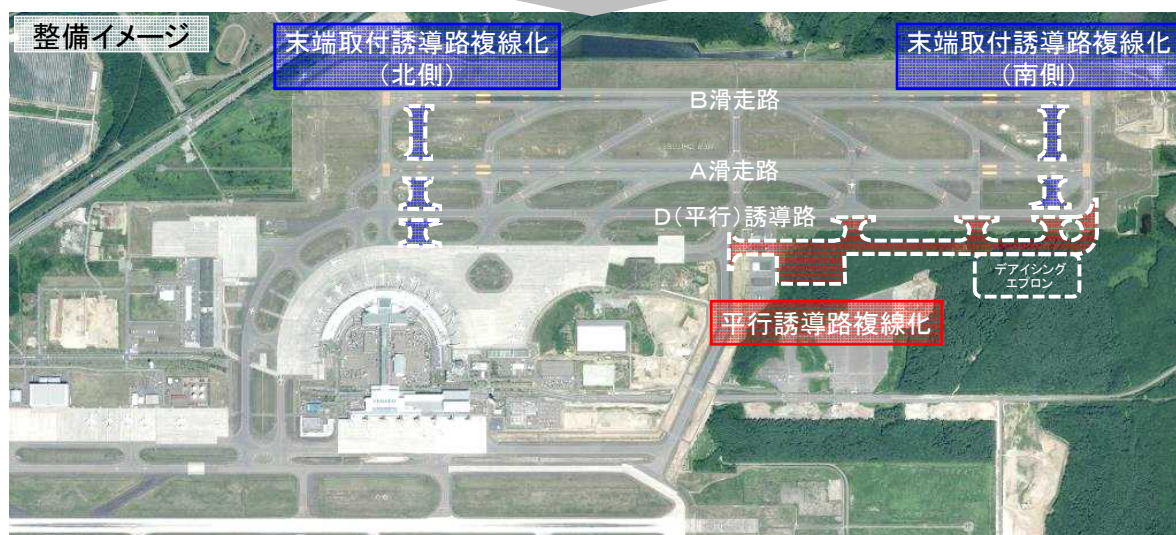 整備イメージ
末端取付誘導路複線化
（北側）
末端取付誘導路複線化
（南側）
B滑走路
A滑走路
D（平行）誘導路
デアイシング
エプロン
平行誘導路複線化